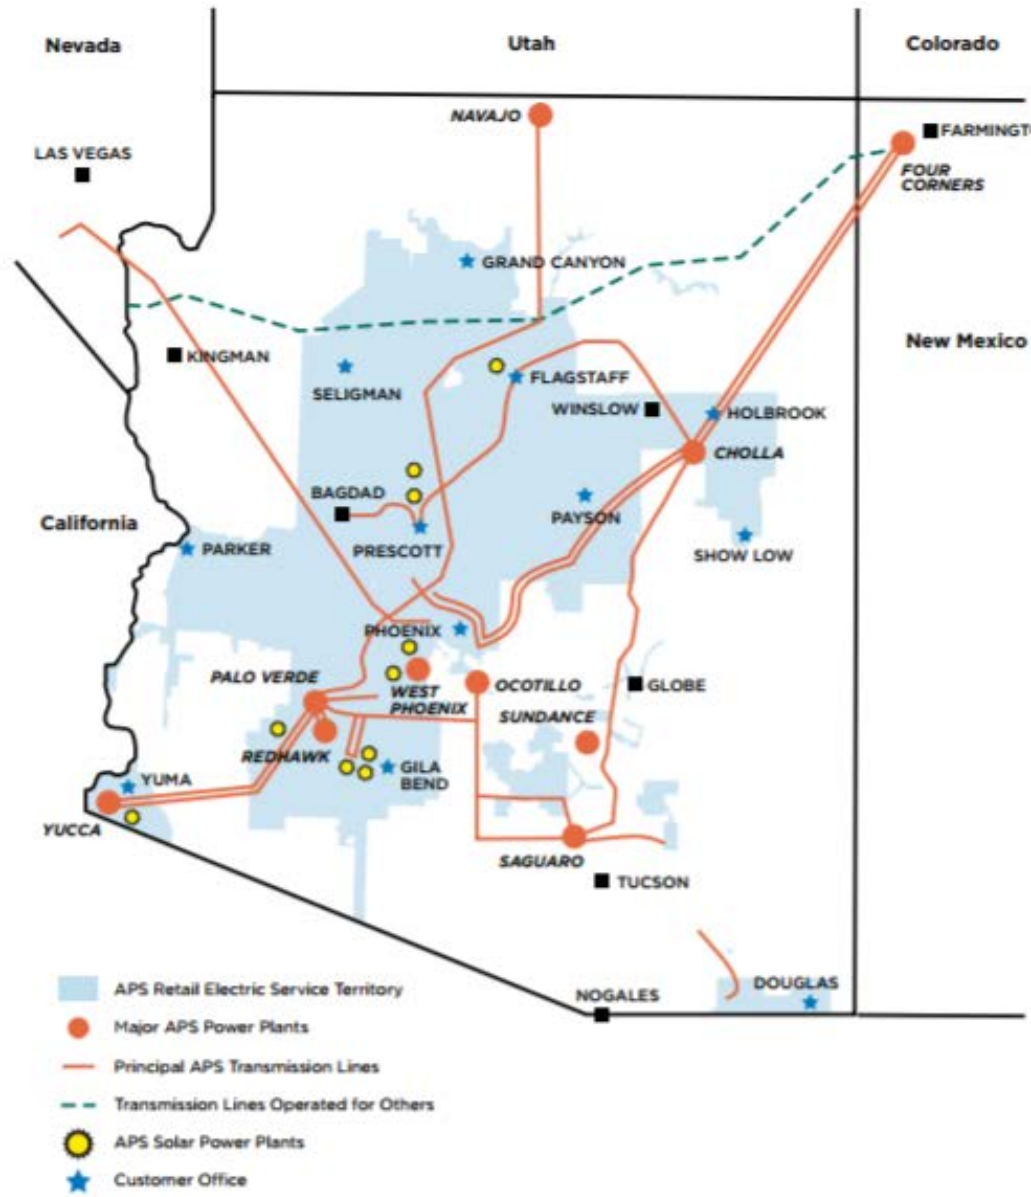 Nevada
Utah
Colorado
NAVAJO
FARMINGT
LAS VEGAS
FOUR
CORNERS
GRAND CANYON
New Mexico
KINGMAN
SELIGMAN
FLAGSTAFF
WINSLOW
HOLBROOK
CHOLLA
BAGDAD
PAYSON
California
PRESCOTT
PARKER
SHOW LOW
PHOENIX
PALO VERDE
WEST
PHOENIX
OCOTILLO
GLOBE
SUNDANCE
REDHAWK
GILA
BEND
YUMA
YUCCA
SAGUARO
TUCSON
DOUGLAS
NOGALES
APS Retail Electric Service Territory
Major APS Power Plants
Principal APS Transmission Lines
Transmission Lines Operated for Others
APS Solar Power Plants
Customer Office